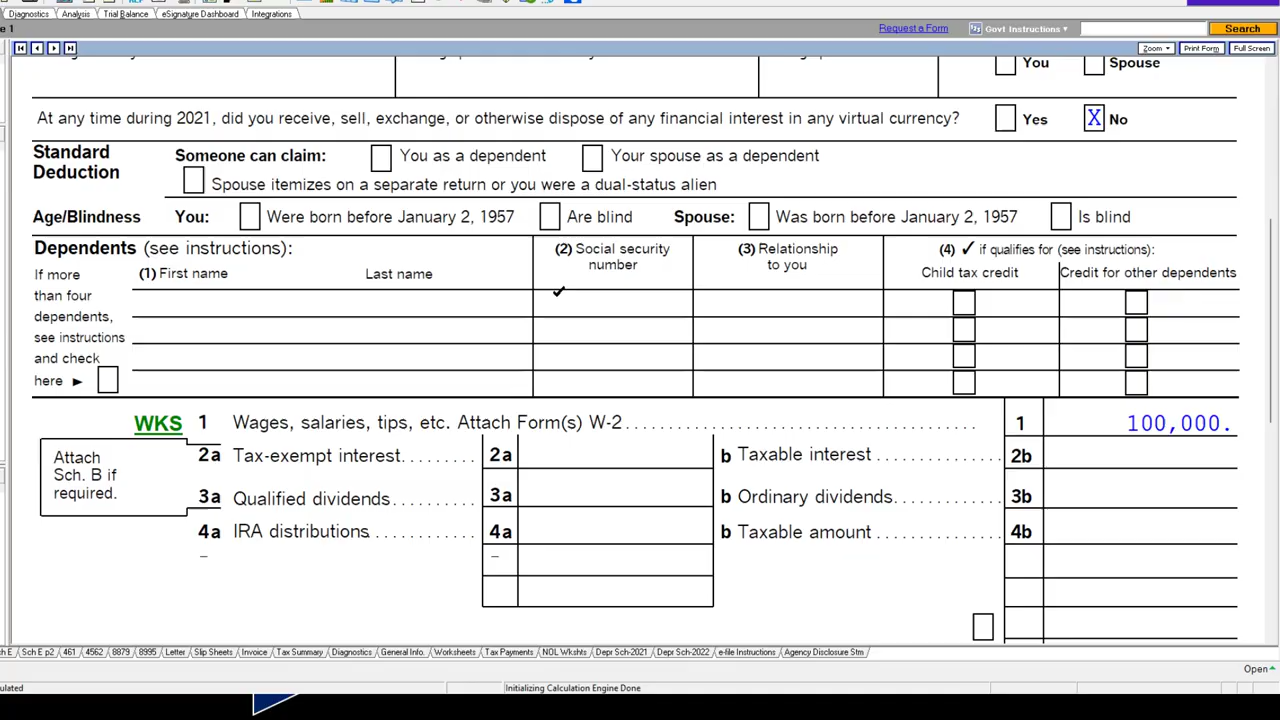 Diagnostics Analysis Trial Balance eSignature Dashboard Integrations
e 1 Request a Form Govt Instructions Search
Zoom Print Form Full Screen
You Spouse
At any time during 2021, did you receive, sell, exchange, or otherwise dispose of any financial interest in any virtual currency? Yes X No
Standard Deduction Someone can claim: You as a dependent Your spouse as a dependent
Spouse itemizes on a separate return or you were a dual-status alien
Age/Blindness You: Were born before January 2, 1957 Are blind Spouse: Was born before January 2, 1957 Is blind
Dependents (see instructions): (2) Social security number (3) Relationship to you (4) ✓ if qualifies for (see instructions):
(1) First name Last name Child tax credit Credit for other dependents
If more
than four
dependents,
see instructions
and check
here ►
WKS 1 Wages, salaries, tips, etc. Attach Form(s) W-2 1 100,000.
Attach
Sch. B if
required.
2a Tax-exempt interest 2a b Taxable interest 2b
3a Qualified dividends 3a b Ordinary dividends 3b
4a IRA distributions 4a b Taxable amount 4b
ch E Sch E p2 461 4562 8879 8995 Letter Slip Sheets Invoice Tax Summary Diagnostics General Info. Worksheets Tax Payments NOL Wkshts Depr Sch-2021 Depr Sch-2022 e-file Instructions Agency Disclosure Stm
Open
ulated Initializing Calculation Engine Done